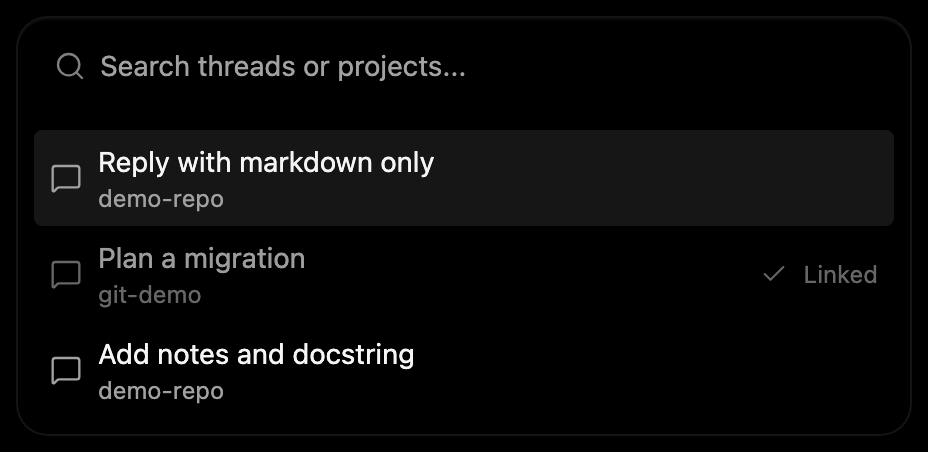 Search threads or projects...
Reply with markdown only
demo-repo
Plan a migration
git-demo
Linked
Add notes and docstring
demo-repo